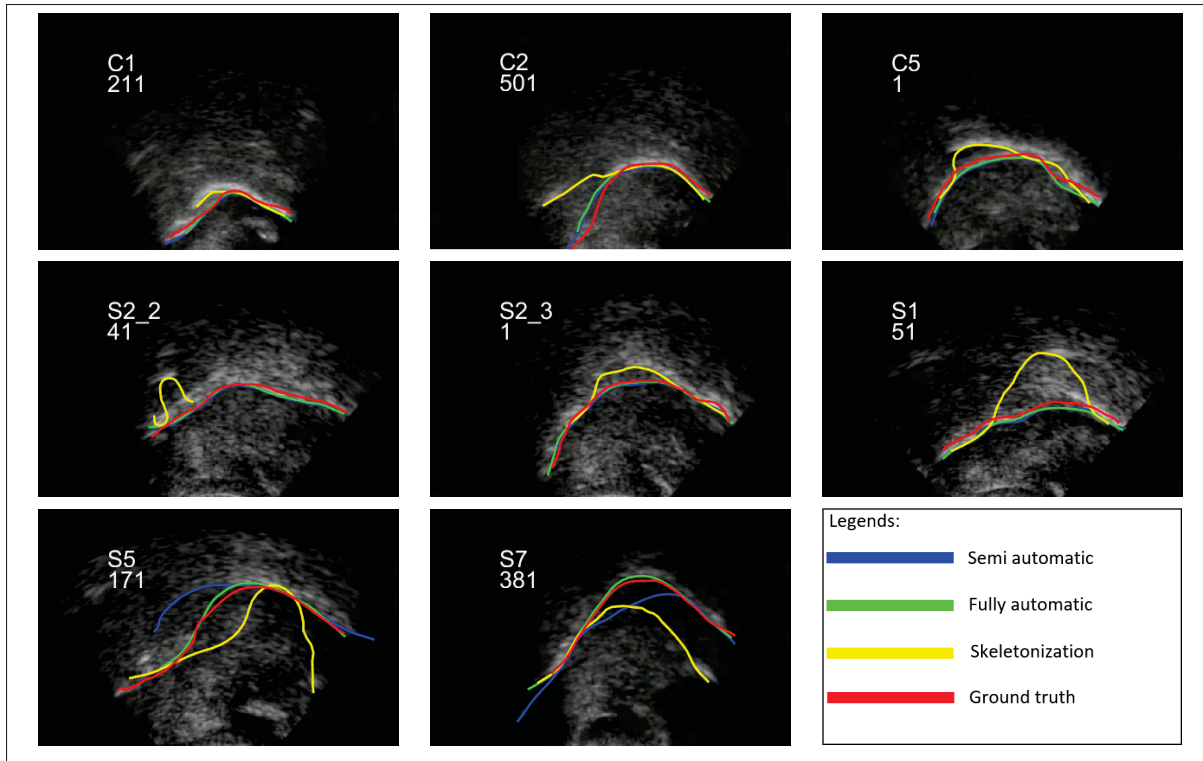 C1
211
C2
501
C5
1
S2_2
41
S2_3
1
S1
51
S5
171
S7
381
Legends:
Semi automatic
Fully automatic
Skeletonization
Ground truth